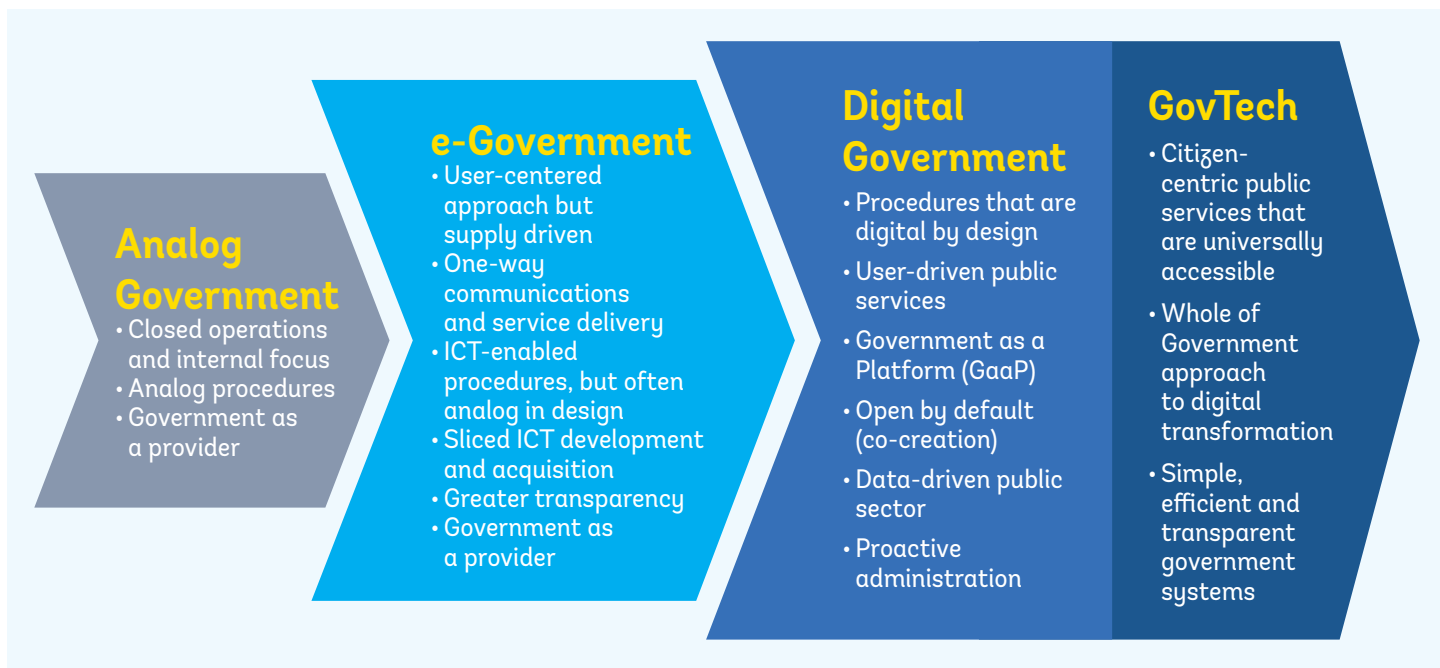 Analog
Government
• Closed operations
and internal focus
• Analog procedures
• Government as
a provider
e-Government
• User-centered
approach but
supply driven
• One-way
communications
and service delivery
• ICT-enabled
procedures, but often
analog in design
• Sliced ICT development
and acquisition
• Greater transparency
• Government as
a provider
Digital
Government
• Procedures that are
digital by design
• User-driven public
services
• Government as a
Platform (GaaP)
• Open by default
(co-creation)
• Data-driven public
sector
• Proactive
administration
GovTech
• Citizen-
centric public
services that
are universally
accessible
• Whole of
Government
approach
to digital
transformation
• Simple,
efficient and
transparent
government
systems